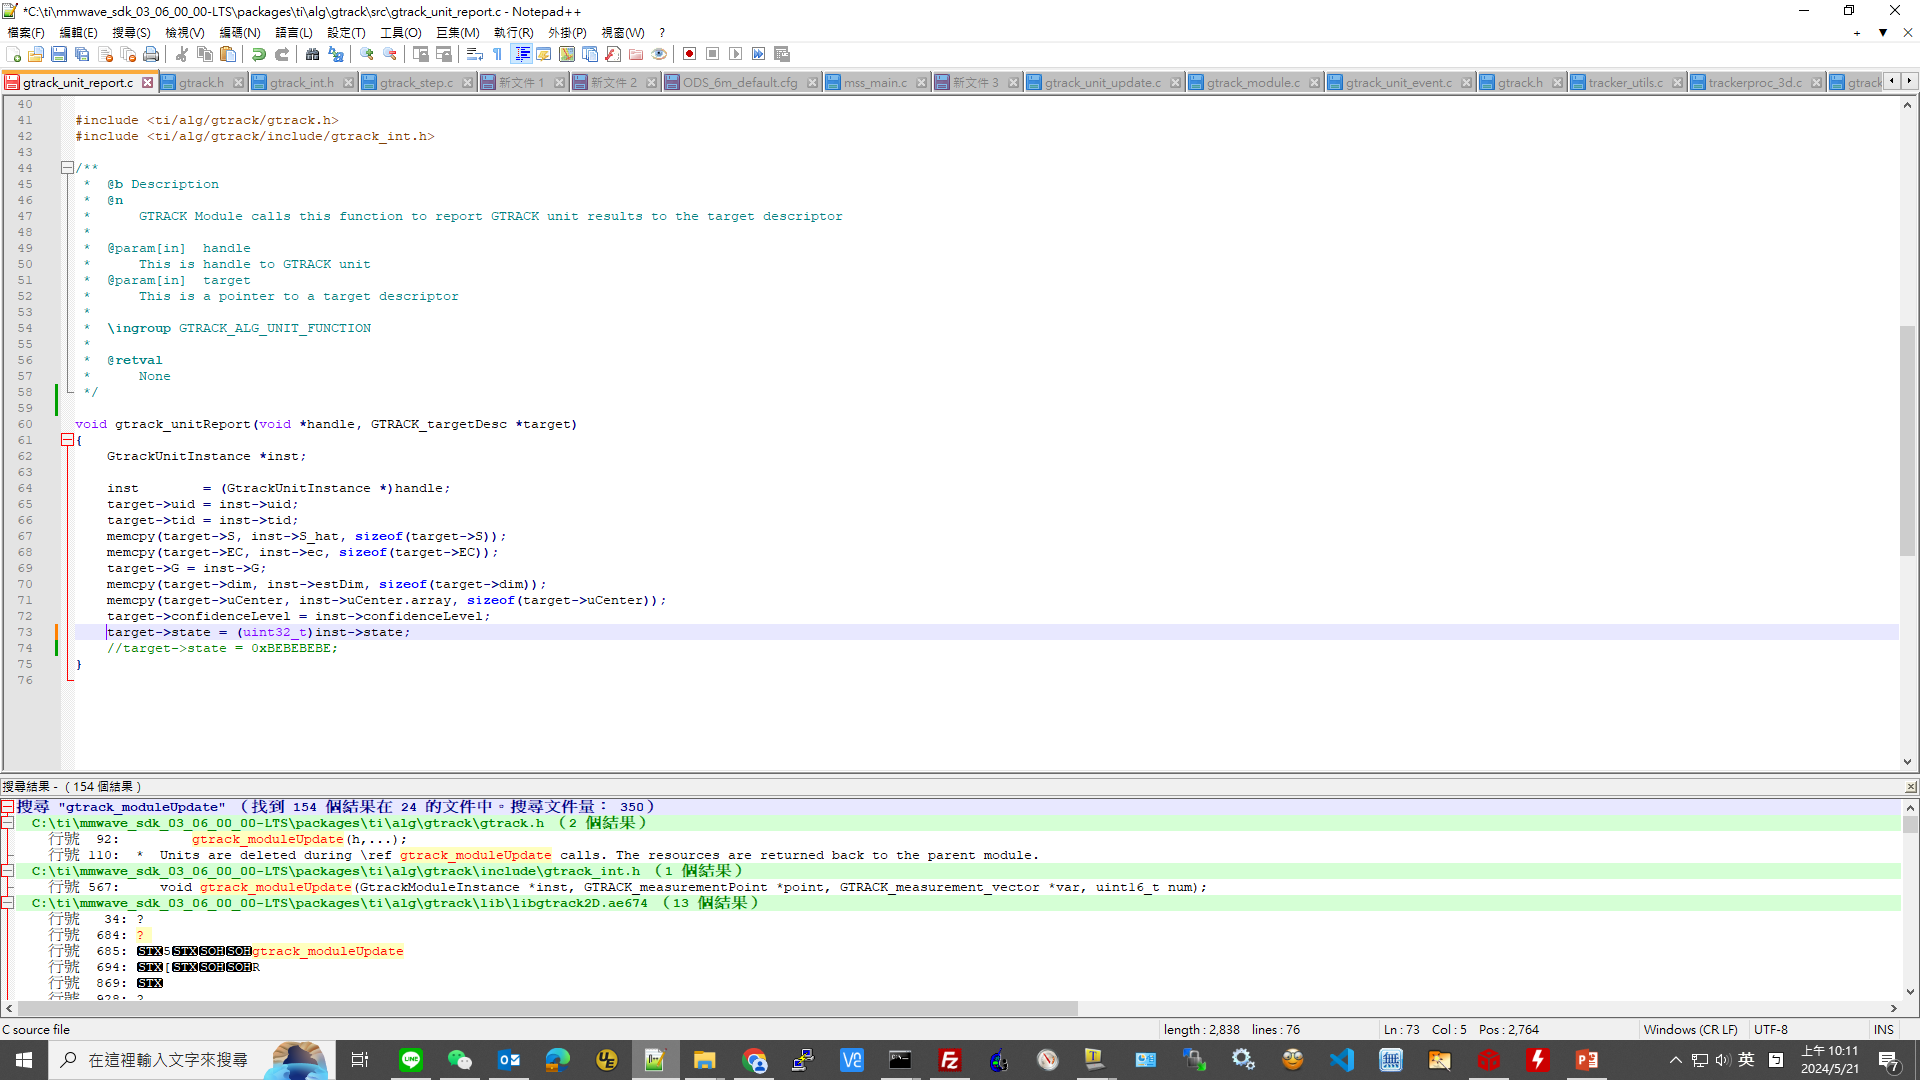 *C:\ti\mmwave_sdk_03_06_00_00-LTS\packages\ti\alg\gtrack\src\gtrack_unit_report.c - Notepad++
檔案(F) 編輯(E) 搜尋(S) 檢視(V) 編碼(N) 語言(L) 設定(T) 工具(O) 巨集(M) 執行(R) 外掛(P) 視窗(W) ?
gtrack_unit_report.c gtrack.h gtrack_int.h gtrack_step.c 新文件 1 新文件 2 ODS_6m_default.cfg mss_main.c 新文件 3 gtrack_unit_update.c gtrack_module.c gtrack_unit_event.c gtrack.h tracker_utils.c trackerproc_3d.c gtrack
40
41 #include <ti/alg/gtrack/gtrack.h>
42 #include <ti/alg/gtrack/include/gtrack_int.h>
43
44 /**
45 * @b Description
46 * @n
47 * GTRACK Module calls this function to report GTRACK unit results to the target descriptor
48 *
49 * @param[in] handle
50 * This is handle to GTRACK unit
51 * @param[in] target
52 * This is a pointer to a target descriptor
53 *
54 * \ingroup GTRACK_ALG_UNIT_FUNCTION
55 *
56 * @retval
57 * None
58 */
59
60 void gtrack_unitReport(void *handle, GTRACK_targetDesc *target)
61 {
62 GtrackUnitInstance *inst;
63
64 inst = (GtrackUnitInstance *)handle;
65 target->uid = inst->uid;
66 target->tid = inst->tid;
67 memcpy(target->S, inst->S_hat, sizeof(target->S));
68 memcpy(target->EC, inst->ec, sizeof(target->EC));
69 target->G = inst->G;
70 memcpy(target->dim, inst->estDim, sizeof(target->dim));
71 memcpy(target->uCenter, inst->uCenter.array, sizeof(target->uCenter));
72 target->confidenceLevel = inst->confidenceLevel;
73 target->state = (uint32_t)inst->state;
74 //target->state = 0xBEBEBEBE;
75 }
76
搜尋結果 - （154 個結果）
搜尋 "gtrack_moduleUpdate" （找到 154 個結果在 24 的文件中。搜尋文件量： 350）
C:\ti\mmwave_sdk_03_06_00_00-LTS\packages\ti\alg\gtrack\gtrack.h （2 個結果）
行號 92: gtrack_moduleUpdate(h,...);
行號 110: * Units are deleted during \ref gtrack_moduleUpdate calls. The resources are returned back to the parent module.
C:\ti\mmwave_sdk_03_06_00_00-LTS\packages\ti\alg\gtrack\include\gtrack_int.h （1 個結果）
行號 567: void gtrack_moduleUpdate(GtrackModuleInstance *inst, GTRACK_measurementPoint *point, GTRACK_measurement_vector *var, uint16_t num);
C:\ti\mmwave_sdk_03_06_00_00-LTS\packages\ti\alg\gtrack\lib\libgtrack2D.ae674 （13 個結果）
行號 34: ?
行號 684: ?
行號 685: STX5STXSOHSOHgtrack_moduleUpdate
行號 694: STX[STXSOHSOHR
行號 869: STX
行號 928: ?
C source file length : 2,838 lines : 76 Ln : 73 Col : 5 Pos : 2,764 Windows (CR LF) UTF-8 INS
在這裡輸入文字來搜尋 英 上午 10:11
2024/5/21 7